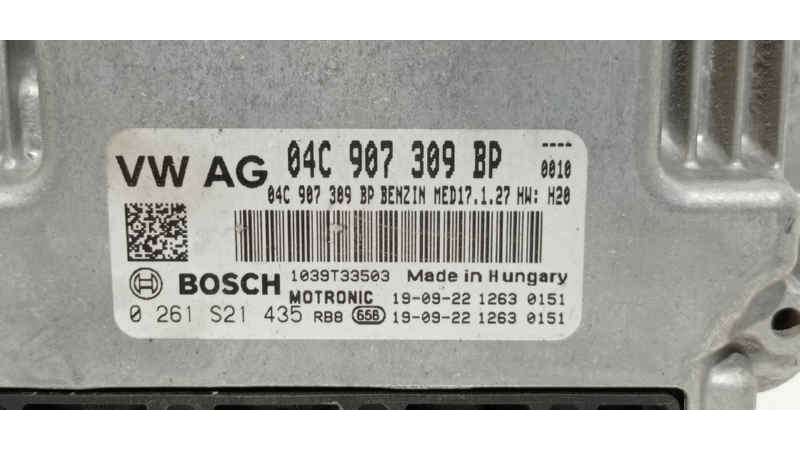 VW AG 04C 907 309 BP ----
0010
04C 907 309 BP BENZIN MED17.1.27 HW: H20
BOSCH 1039T33503 Made in Hungary
MOTRONIC 19-09-22 1263 0151
0 261 S21 435 RB8 656 19-09-22 1263 0151